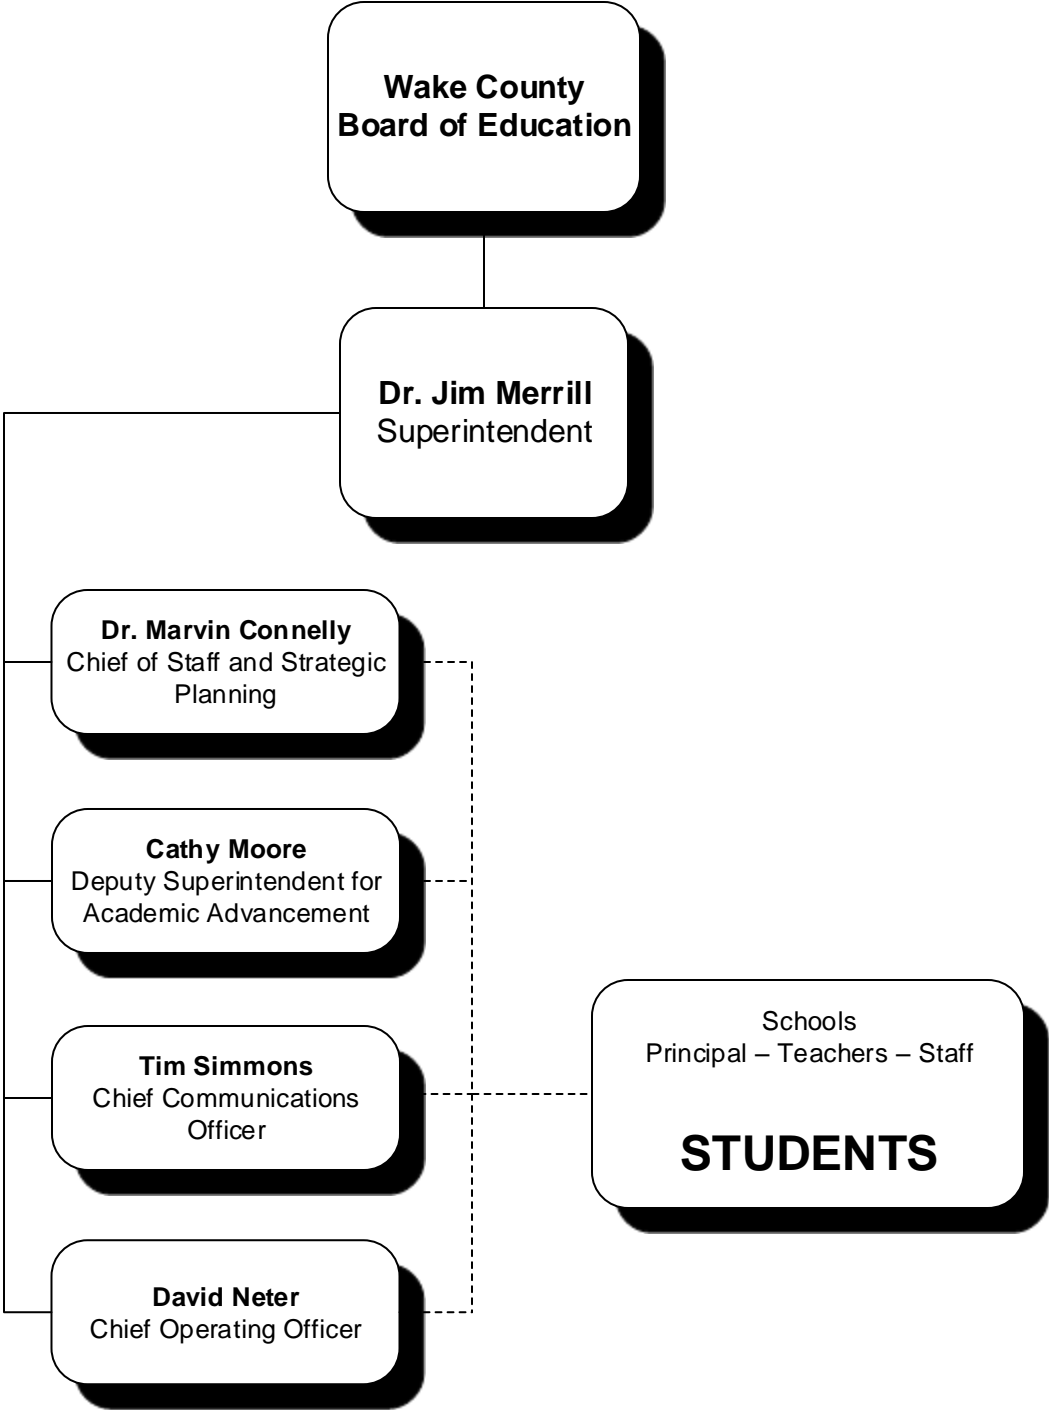 Wake County
Board of Education
Dr. Jim Merrill
Superintendent
Dr. Marvin Connelly
Chief of Staff and Strategic
Planning
Cathy Moore
Deputy Superintendent for
Academic Advancement
Tim Simmons
Chief Communications
Officer
David Neter
Chief Operating Officer
Schools
Principal – Teachers – Staff
STUDENTS